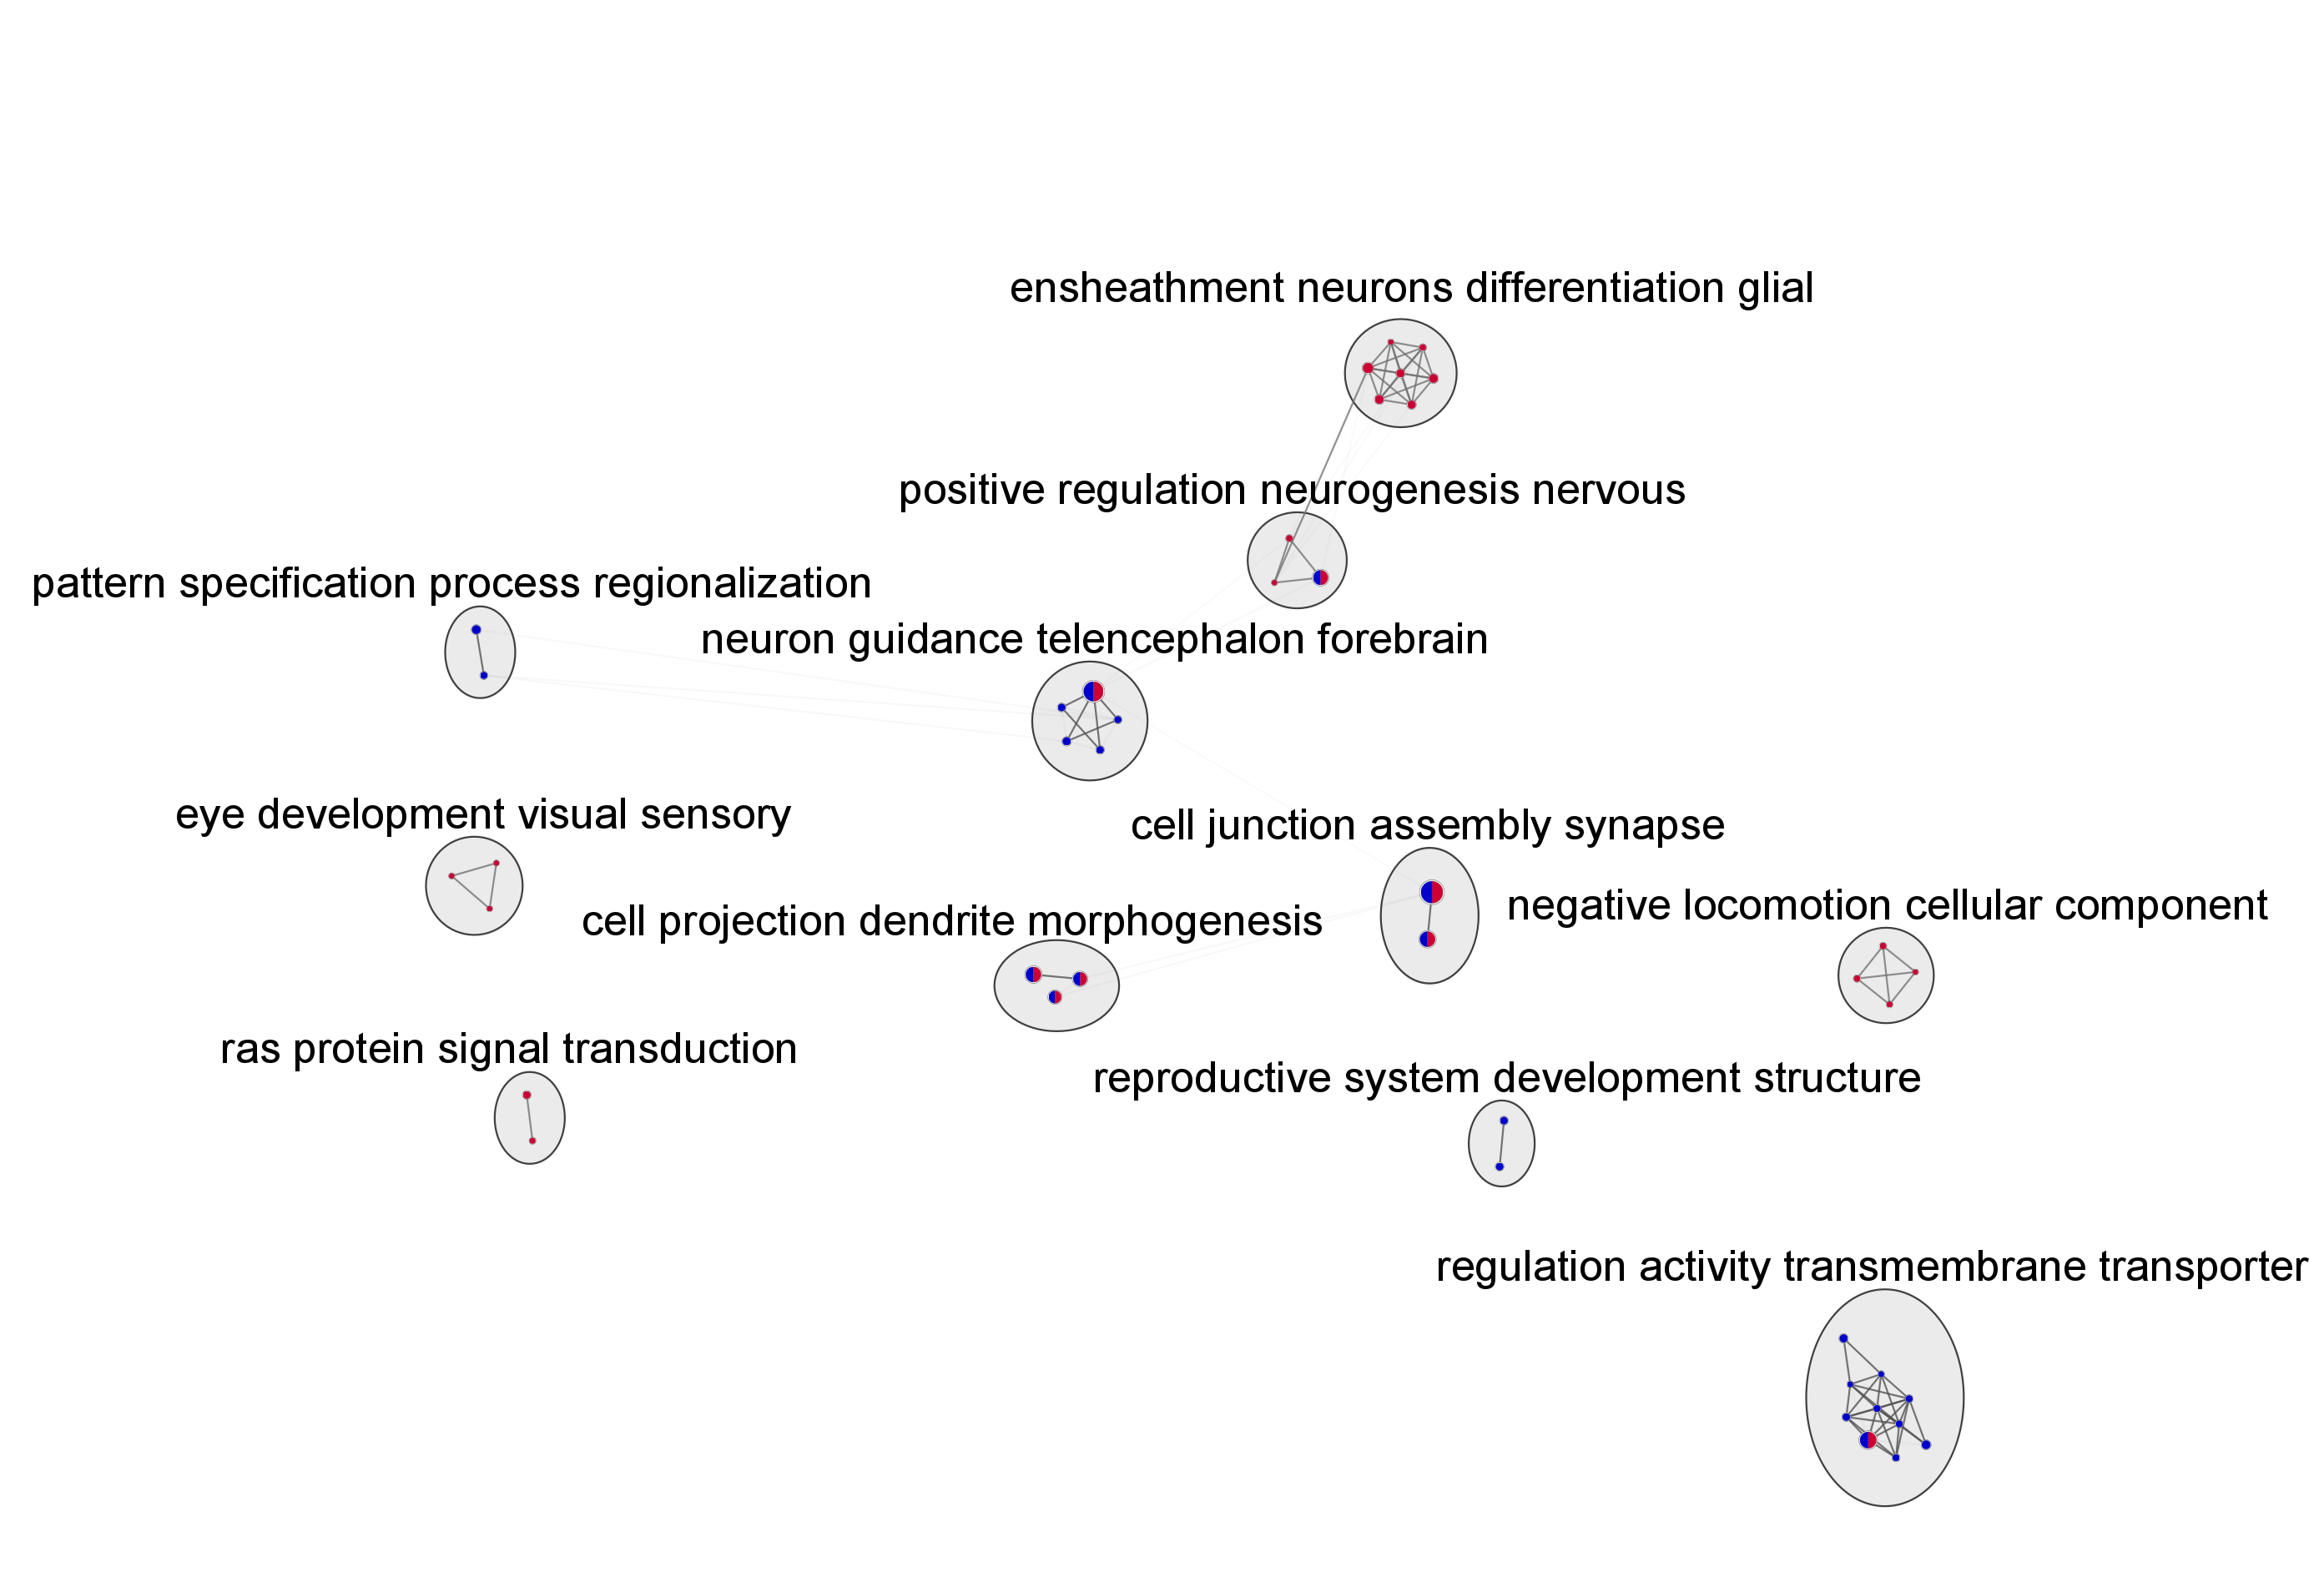 ensheathment neurons differentiation glial
positive regulation neurogenesis nervous
pattern specification process regionalization
neuron guidance telencephalon forebrain
eye development visual sensory
cell junction assembly synapse
negative locomotion cellular component
cell projection dendrite morphogenesis
ras protein signal transduction
reproductive system development structure
regulation activity transmembrane transporter